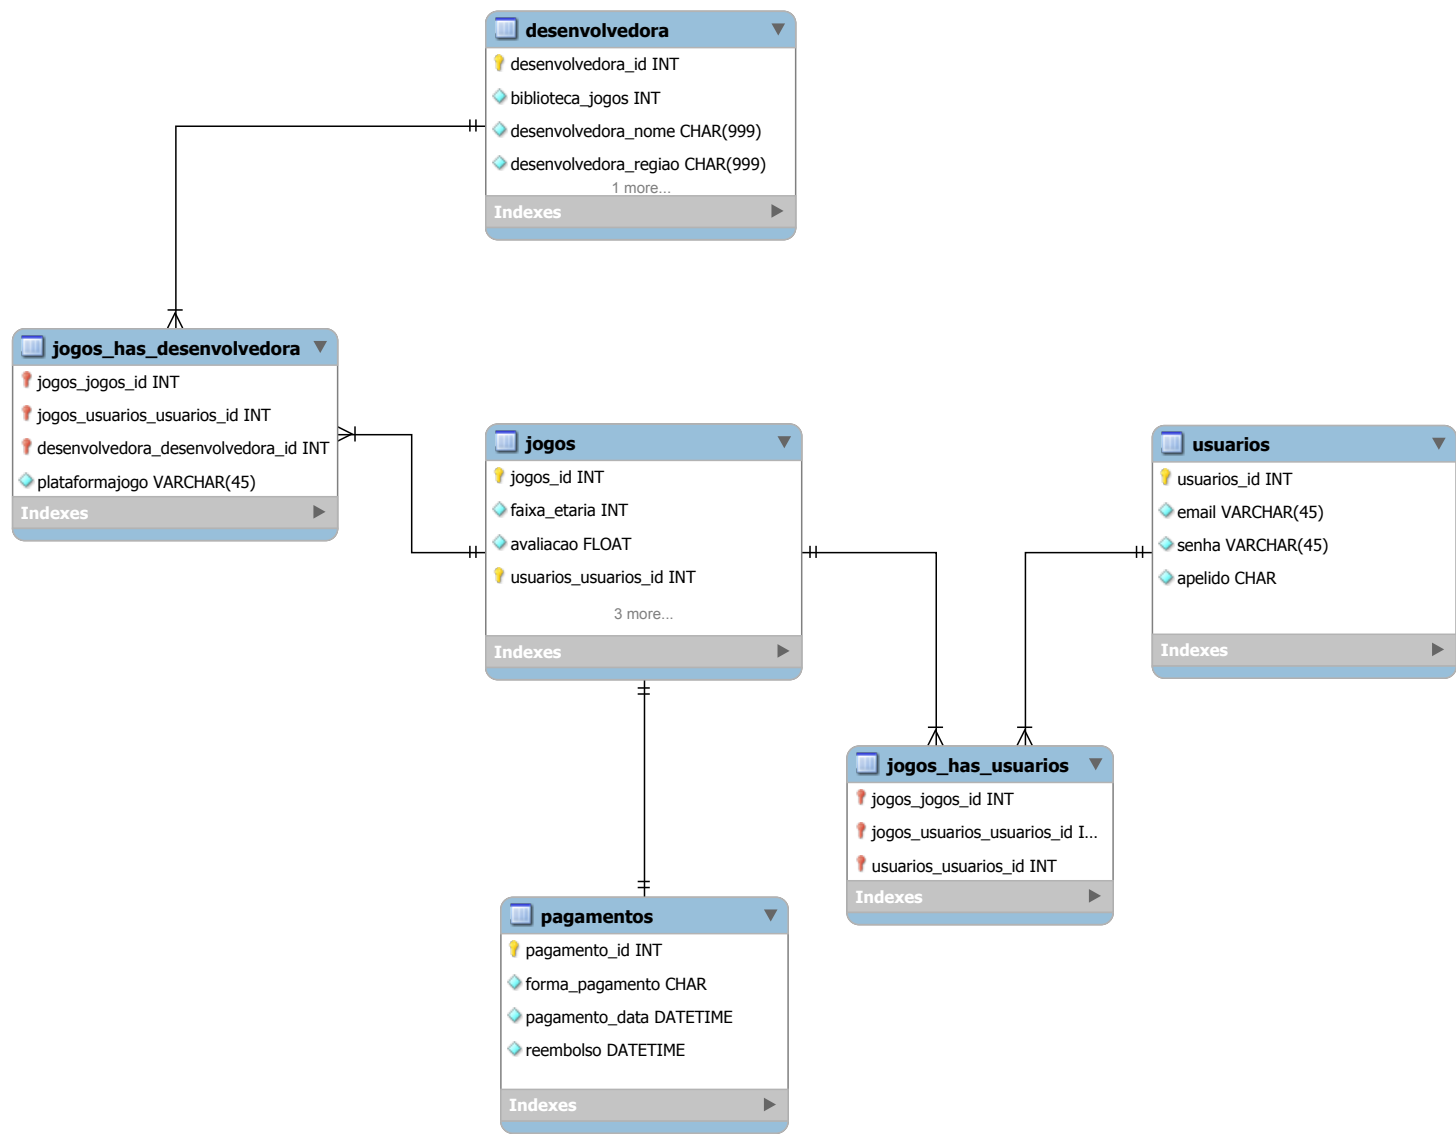 desenvolvedora
desenvolvedora_id INT
biblioteca_jogos INT
desenvolvedora_nome CHAR(999)
desenvolvedora_regiao CHAR(999)
1 more...
Indexes
jogos_has_desenvolvedora
jogos_jogos_id INT
jogos_usuarios_usuarios_id INT
desenvolvedora_desenvolvedora_id INT
plataformajogo VARCHAR(45)
Indexes
jogos
jogos_id INT
faixa_etaria INT
avaliacao FLOAT
usuarios_usuarios_id INT
3 more...
Indexes
usuarios
usuarios_id INT
email VARCHAR(45)
senha VARCHAR(45)
apelido CHAR
Indexes
jogos_has_usuarios
jogos_jogos_id INT
jogos_usuarios_usuarios_id I...
usuarios_usuarios_id INT
Indexes
pagamentos
pagamento_id INT
forma_pagamento CHAR
pagamento_data DATETIME
reembolso DATETIME
Indexes